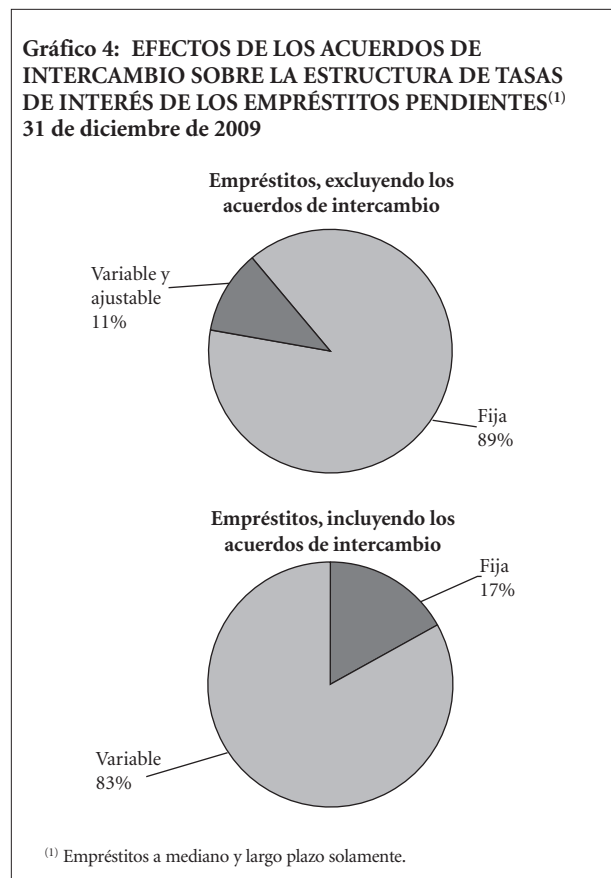 Gráfico 4: EFECTOS DE LOS ACUERDOS DE
INTERCAMBIO SOBRE LA ESTRUCTURA DE TASAS
DE INTERÉS DE LOS EMPRÉSTITOS PENDIENTES(1)
31 de diciembre de 2009
Empréstitos, excluyendo los
acuerdos de intercambio
Variable y
ajustable
11%
Fija
89%
Empréstitos, incluyendo los
acuerdos de intercambio
Fija
17%
Variable
83%
(1) Empréstitos a mediano y largo plazo solamente.